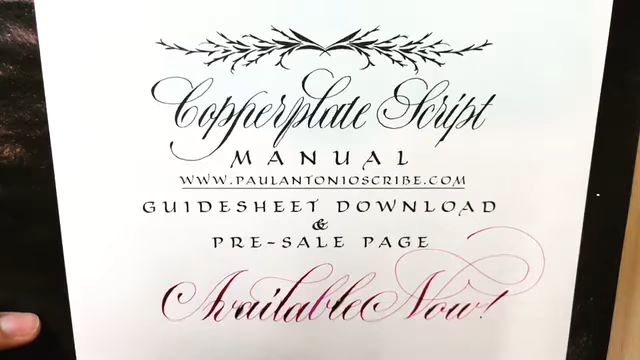 Copperplate Script
MANUAL
WWW.PAULANTONIOSCRIBE.COM
GUIDESHEET DOWNLOAD
&
PRE-SALE PAGE
Available Now!